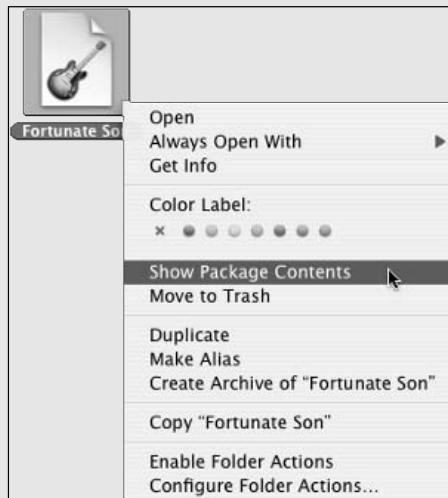 Fortunate So
Open
Always Open With
Get Info
Color Label:
Show Package Contents
Move to Trash
Duplicate
Make Alias
Create Archive of “Fortunate Son”
Copy “Fortunate Son”
Enable Folder Actions
Configure Folder Actions...